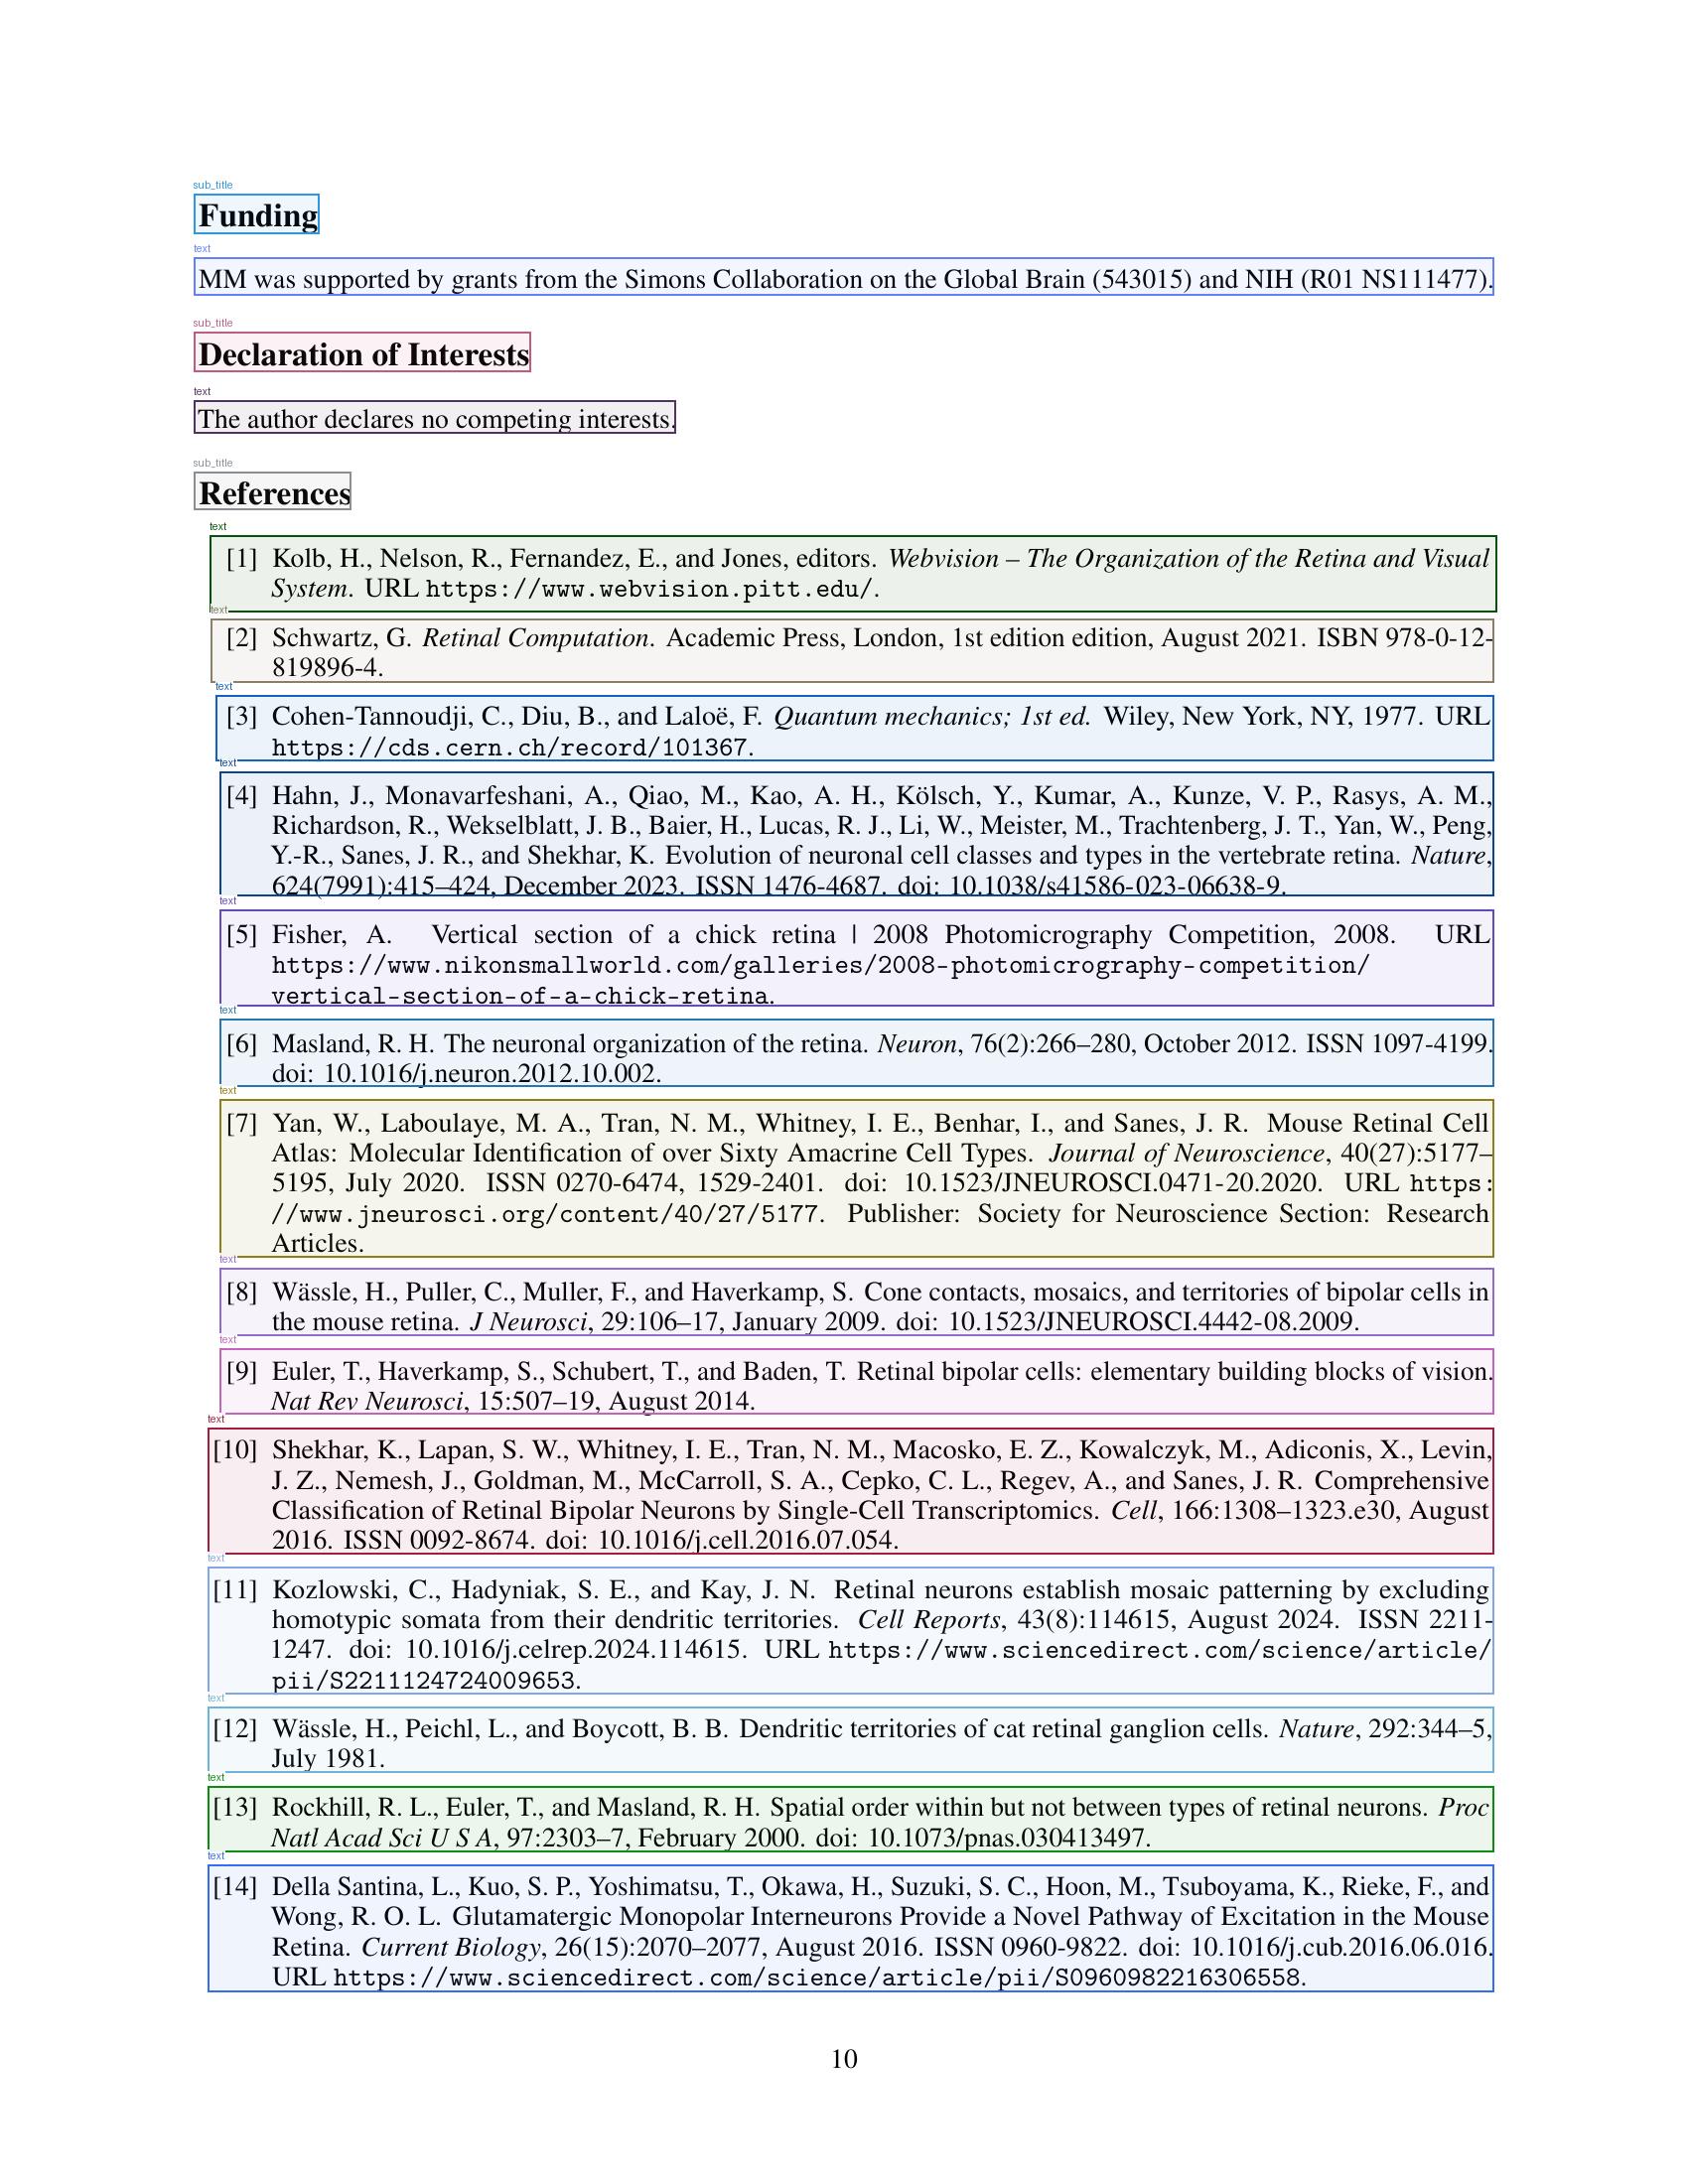 sub_title
Funding
text
MM was supported by grants from the Simons Collaboration on the Global Brain (543015) and NIH (R01 NS111477).
sub_title
Declaration of Interests
text
The author declares no competing interests.
sub_title
References
text
[1] Kolb, H., Nelson, R., Fernandez, E., and Jones, editors. Webvision – The Organization of the Retina and Visual
System. URL https://www.webvision.pitt.edu/.
text
[2] Schwartz, G. Retinal Computation. Academic Press, London, 1st edition edition, August 2021. ISBN 978-0-12-
819896-4.
text
[3] Cohen-Tannoudji, C., Diu, B., and Laloë, F. Quantum mechanics; 1st ed. Wiley, New York, NY, 1977. URL
https://cds.cern.ch/record/101367.
text
[4] Hahn, J., Monavarfeshani, A., Qiao, M., Kao, A. H., Kölsch, Y., Kumar, A., Kunze, V. P., Rasys, A. M.,
Richardson, R., Wekselblatt, J. B., Baier, H., Lucas, R. J., Li, W., Meister, M., Trachtenberg, J. T., Yan, W., Peng,
Y.-R., Sanes, J. R., and Shekhar, K. Evolution of neuronal cell classes and types in the vertebrate retina. Nature,
624(7991):415–424, December 2023. ISSN 1476-4687. doi: 10.1038/s41586-023-06638-9.
text
[5] Fisher, A. Vertical section of a chick retina | 2008 Photomicrography Competition, 2008. URL
https://www.nikonsmallworld.com/galleries/2008-photomicrography-competition/
vertical-section-of-a-chick-retina.
text
[6] Masland, R. H. The neuronal organization of the retina. Neuron, 76(2):266–280, October 2012. ISSN 1097-4199.
doi: 10.1016/j.neuron.2012.10.002.
text
[7] Yan, W., Laboulaye, M. A., Tran, N. M., Whitney, I. E., Benhar, I., and Sanes, J. R. Mouse Retinal Cell
Atlas: Molecular Identification of over Sixty Amacrine Cell Types. Journal of Neuroscience, 40(27):5177–
5195, July 2020. ISSN 0270-6474, 1529-2401. doi: 10.1523/JNEUROSCI.0471-20.2020. URL https:
//www.jneurosci.org/content/40/27/5177. Publisher: Society for Neuroscience Section: Research
Articles.
text
[8] Wässle, H., Puller, C., Muller, F., and Haverkamp, S. Cone contacts, mosaics, and territories of bipolar cells in
the mouse retina. J Neurosci, 29:106–17, January 2009. doi: 10.1523/JNEUROSCI.4442-08.2009.
text
[9] Euler, T., Haverkamp, S., Schubert, T., and Baden, T. Retinal bipolar cells: elementary building blocks of vision.
Nat Rev Neurosci, 15:507–19, August 2014.
text
[10] Shekhar, K., Lapan, S. W., Whitney, I. E., Tran, N. M., Macosko, E. Z., Kowalczyk, M., Adiconis, X., Levin,
J. Z., Nemesh, J., Goldman, M., McCarroll, S. A., Cepko, C. L., Regev, A., and Sanes, J. R. Comprehensive
Classification of Retinal Bipolar Neurons by Single-Cell Transcriptomics. Cell, 166:1308–1323.e30, August
2016. ISSN 0092-8674. doi: 10.1016/j.cell.2016.07.054.
text
[11] Kozlowski, C., Hadyniak, S. E., and Kay, J. N. Retinal neurons establish mosaic patterning by excluding
homotypic somata from their dendritic territories. Cell Reports, 43(8):114615, August 2024. ISSN 2211-
1247. doi: 10.1016/j.celrep.2024.114615. URL https://www.sciencedirect.com/science/article/
pii/S2211124724009653.
text
[12] Wässle, H., Peichl, L., and Boycott, B. B. Dendritic territories of cat retinal ganglion cells. Nature, 292:344–5,
July 1981.
text
[13] Rockhill, R. L., Euler, T., and Masland, R. H. Spatial order within but not between types of retinal neurons. Proc
Natl Acad Sci U S A, 97:2303–7, February 2000. doi: 10.1073/pnas.030413497.
text
[14] Della Santina, L., Kuo, S. P., Yoshimatsu, T., Okawa, H., Suzuki, S. C., Hoon, M., Tsuboyama, K., Rieke, F., and
Wong, R. O. L. Glutamatergic Monopolar Interneurons Provide a Novel Pathway of Excitation in the Mouse
Retina. Current Biology, 26(15):2070–2077, August 2016. ISSN 0960-9822. doi: 10.1016/j.cub.2016.06.016.
URL https://www.sciencedirect.com/science/article/pii/S0960982216306558.
10